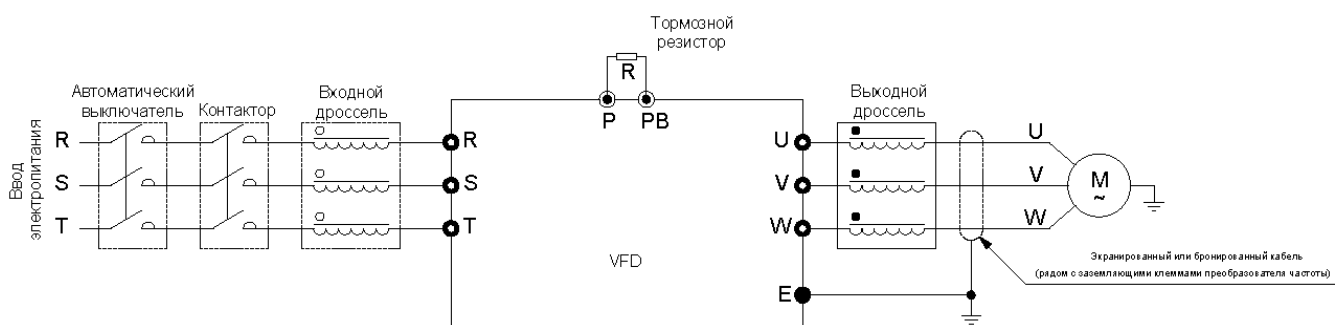 Тормозной
резистор
R
Автоматический
выключатель
Контактор
Входной
дроссель
P
PB
Выходной
дроссель
Ввод
электропитания
R
S
T
R
S
T
U
V
W
U
V
W
M
~
VFD
E
Экранированный или бронированный кабель
(рядом с заземляющими клеммами преобразователя частоты)